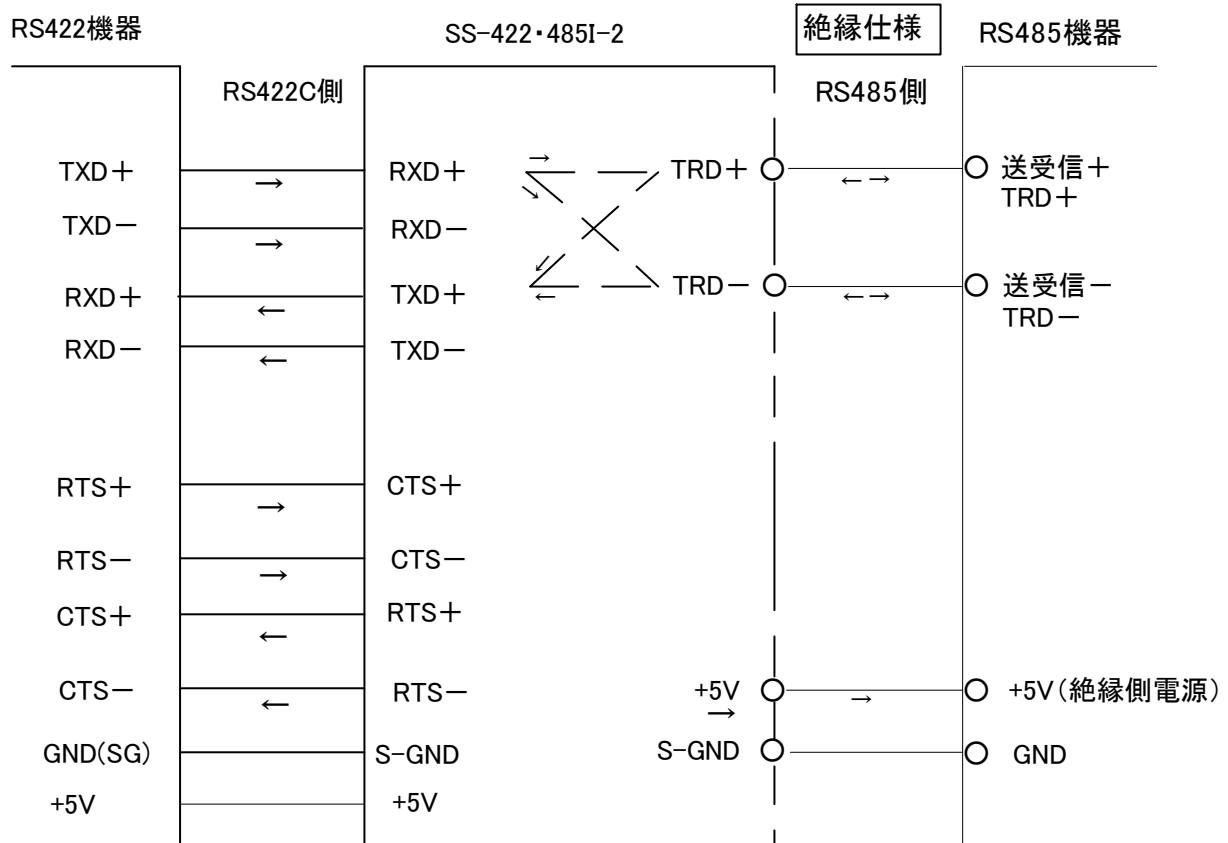 RS422機器 SS-422・485I-2 絶縁仕様 RS485機器
RS422C側 RS485側
TXD＋ → RXD＋ → TRD＋ ←→ 送受信＋
↘ TRD＋
TXD－ → RXD－
↙
RXD＋ ← TXD＋ ← TRD－ ←→ 送受信－
TRD－
RXD－ ← TXD－
RTS＋ → CTS＋
RTS－ → CTS－
CTS＋ ← RTS＋
CTS－ ← RTS－ +5V → → +5V（絶縁側電源）
GND(SG) S-GND S-GND GND
+5V +5V